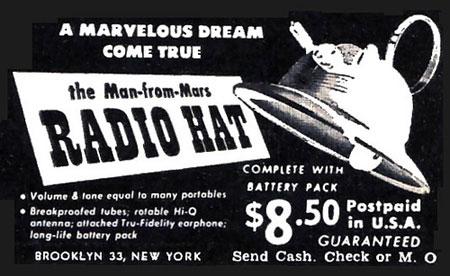 A MARVELOUS DREAM
COME TRUE
the Man-from-Mars
RADIO HAT
• Volume & tone equal to many portables
• Breakproofed tubes; rotable Hi-Q
antenna; attached Tru-Fidelity earphone;
long-life battery pack
BROOKLYN 33, NEW YORK
COMPLETE WITH
BATTERY PACK
$8.50 Postpaid
in U.S.A.
GUARANTEED
Send Cash. Check or M. O